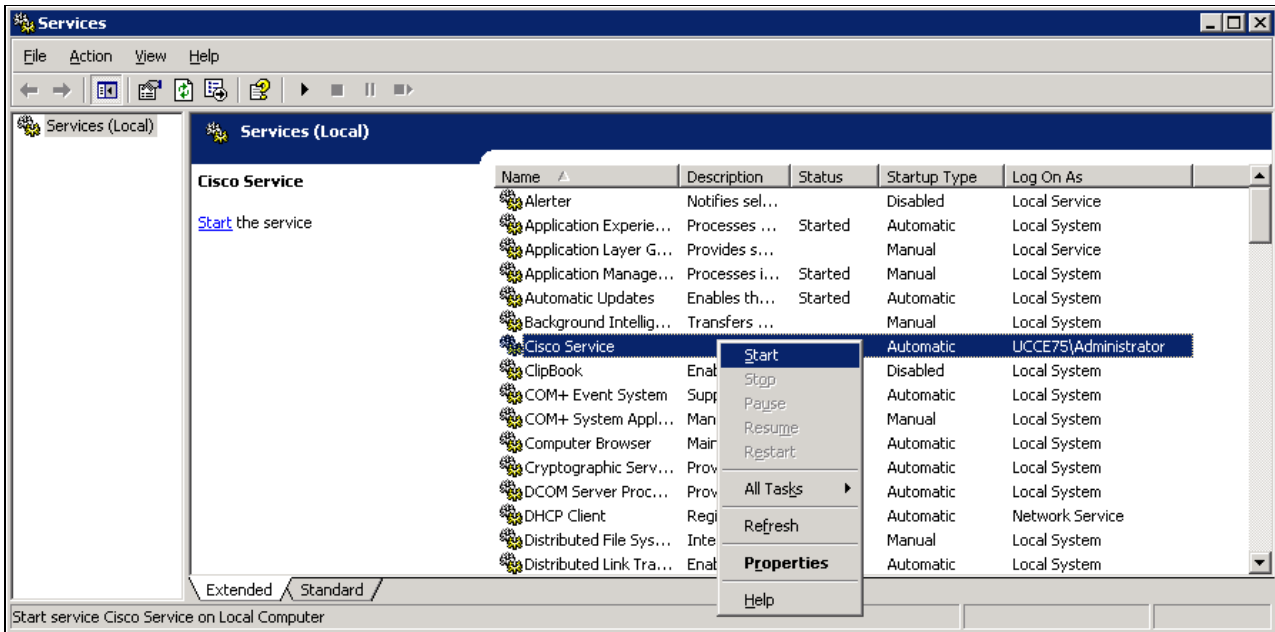 Services
File Action View Help
Services (Local)
Services (Local)
Cisco Service
Start the service
Name Description Status Startup Type Log On As
Alerter Notifies sel... Disabled Local Service
Application Experie... Processes ... Started Automatic Local System
Application Layer G... Provides s... Manual Local Service
Application Manage... Processes i... Started Manual Local System
Automatic Updates Enables th... Started Automatic Local System
Background Intellig... Transfers ... Manual Local System
Cisco Service Automatic UCCE75\Administrator
ClipBook Enab Disabled Local System
COM+ Event System Supp Automatic Local System
COM+ System Appl... Man Manual Local System
Computer Browser Main Automatic Local System
Cryptographic Serv... Prov Automatic Local System
DCOM Server Proc... Prov Automatic Local System
DHCP Client Regi Automatic Network Service
Distributed File Sys... Inte Manual Local System
Distributed Link Tra... Enab Automatic Local System
Start
Stop
Pause
Resume
Restart
All Tasks
Refresh
Properties
Help
Extended Standard
Start service Cisco Service on Local Computer